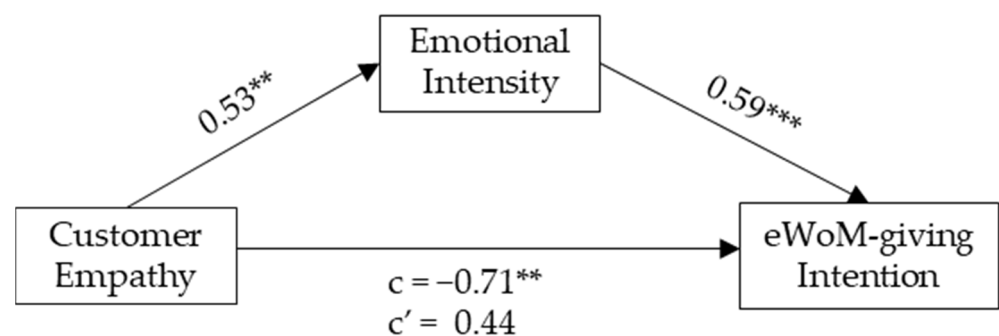 Emotional
Intensity
0.53**
0.59***
Customer
Empathy
eWoM-giving
Intention
c = −0.71**
c′ = 0.44